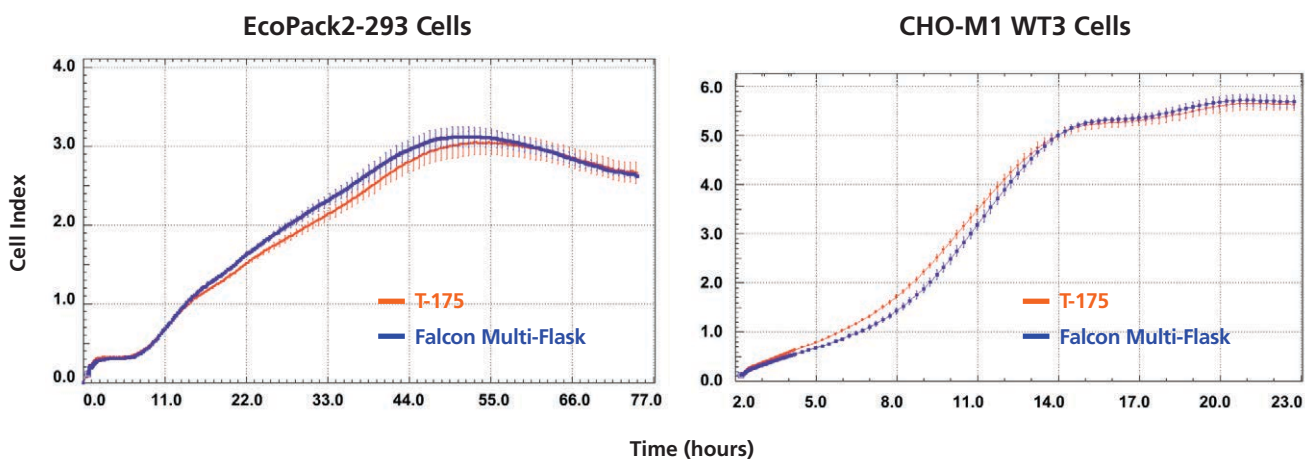 EcoPack2-293 Cells
CHO-M1 WT3 Cells
Cell Index
4.0
3.0
2.0
1.0
0.0
T-175
Falcon Multi-Flask
0.0 11.0 22.0 33.0 44.0 55.0 66.0 77.0
6.0
5.0
4.0
3.0
2.0
1.0
0.0
T-175
Falcon Multi-Flask
2.0 5.0 8.0 11.0 14.0 17.0 20.0 23.0
Time (hours)